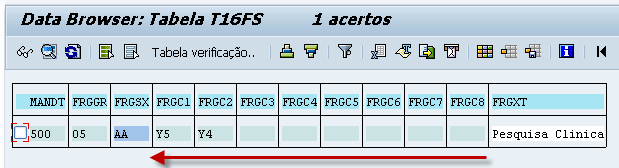 Data Browser: Tabela T16FS 1 acertos
Tabela verificação..
MANDT FRGGR FRGSX FRGC1 FRGC2 FRGC3 FRGC4 FRGC5 FRGC6 FRGC7 FRGC8 FRGXT
500 05 AA Y5 Y4 Pesquisa Clinica